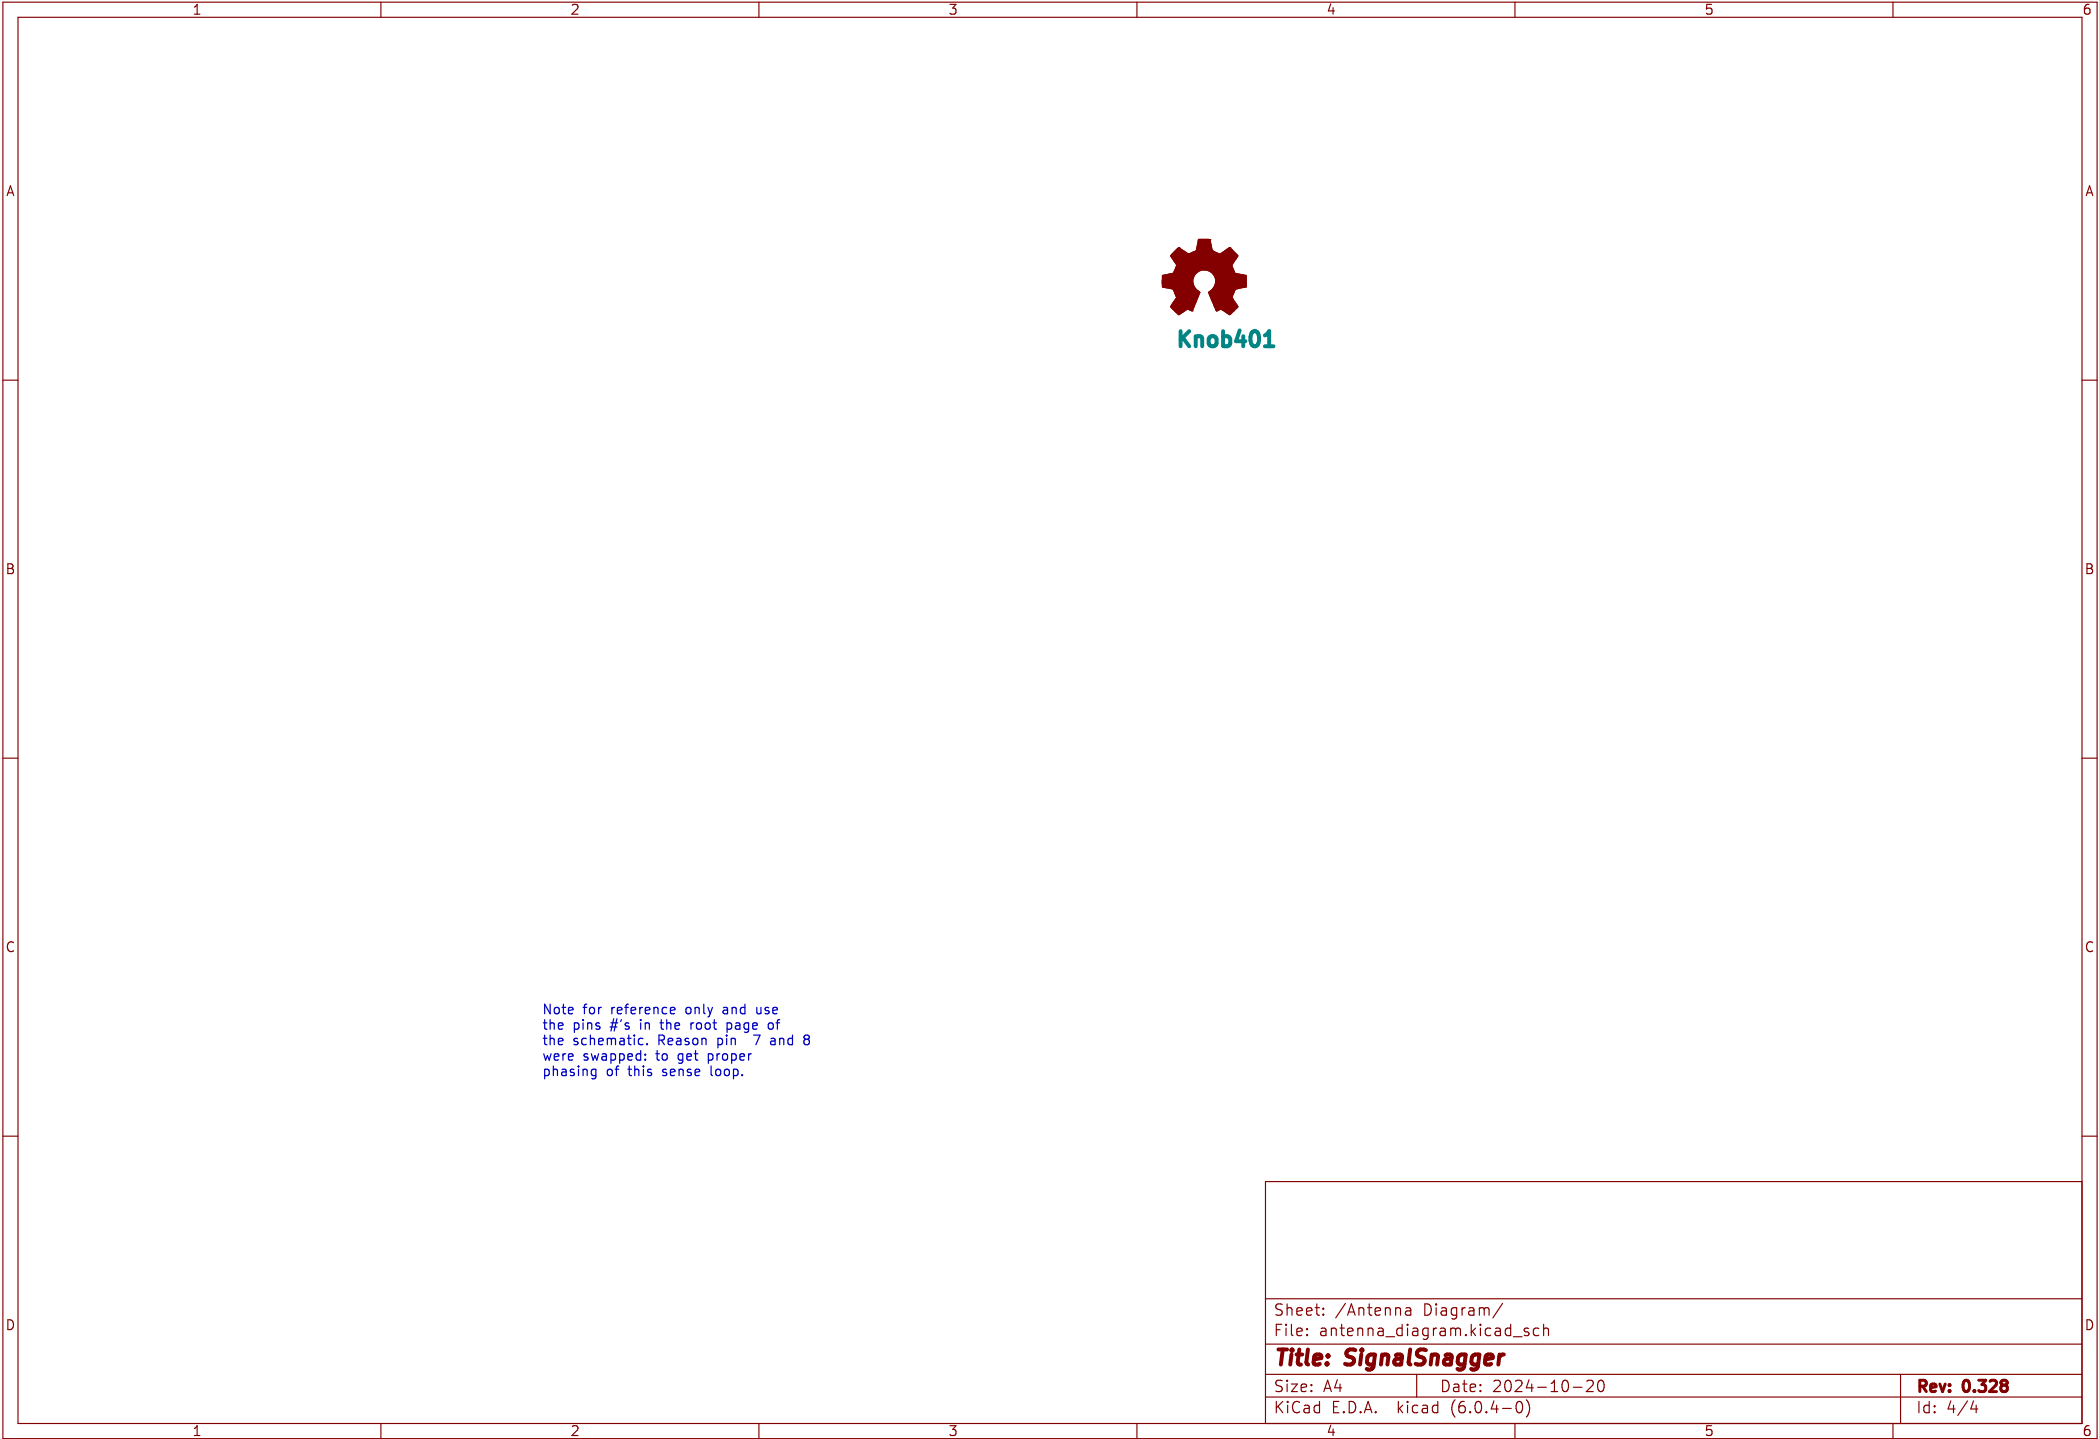 1 2 3 4 5 6
A A
Knob401
B B
C C
Note for reference only and use
the pins #'s in the root page of
the schematic. Reason pin  7 and 8
were swapped: to get proper
phasing of this sense loop.
Sheet: /Antenna Diagram/
File: antenna_diagram.kicad_sch
D D
Title: SignalSnagger
Size: A4 Date: 2024-10-20 Rev: 0.328
KiCad E.D.A.  kicad (6.0.4-0) Id: 4/4
1 2 3 4 5 6